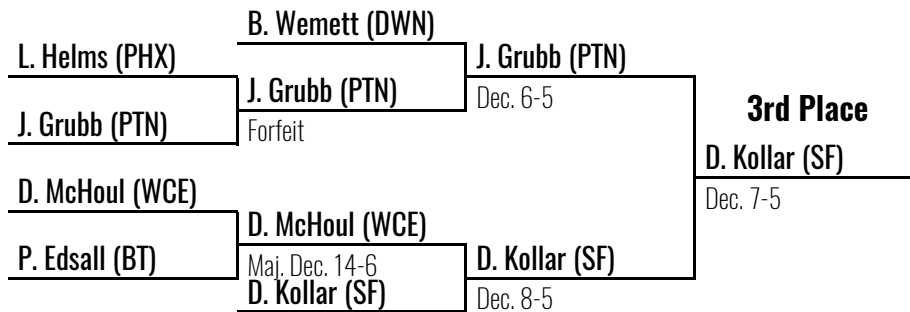 B. Wemett (DWN)
L. Helms (PHX)
J. Grubb (PTN)
J. Grubb (PTN)
Dec. 6-5
J. Grubb (PTN)
Forfeit
3rd Place
D. Kollar (SF)
Dec. 7-5
D. McHoul (WCE)
D. McHoul (WCE)
Maj. Dec. 14-6
P. Edsall (BT)
D. Kollar (SF)
Dec. 8-5
D. Kollar (SF)